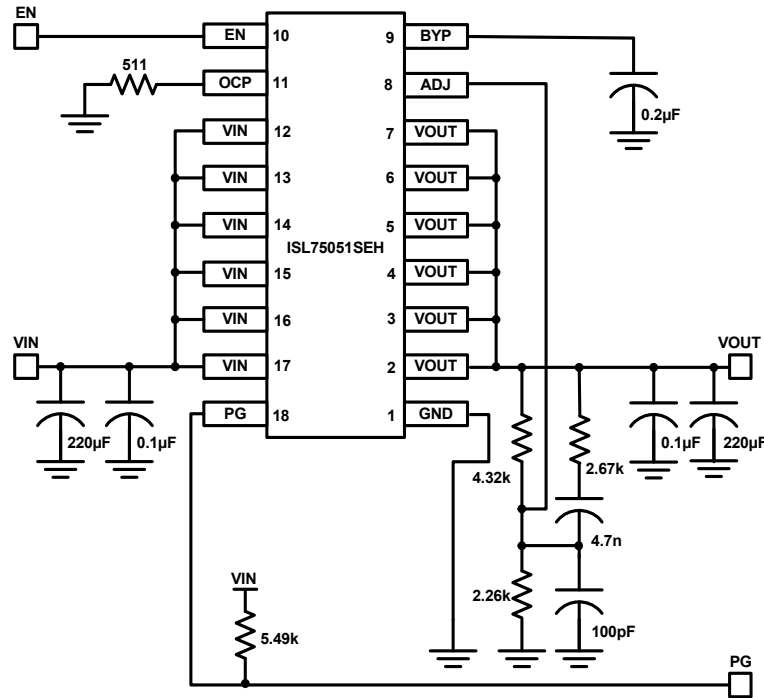 EN
EN 10 9 BYP
511
OCP 11 8 ADJ
0.2µF
VIN 12 7 VOUT
VIN 13 6 VOUT
VIN 14 5 VOUT
ISL75051SEH
VIN 15 4 VOUT
VIN 16 3 VOUT
VIN VOUT
VIN 17 2 VOUT
PG 18 1 GND
220µF 0.1µF 4.32k 2.67k 0.1µF 220µF
4.7n
VIN 2.26k
100pF
5.49k
PG